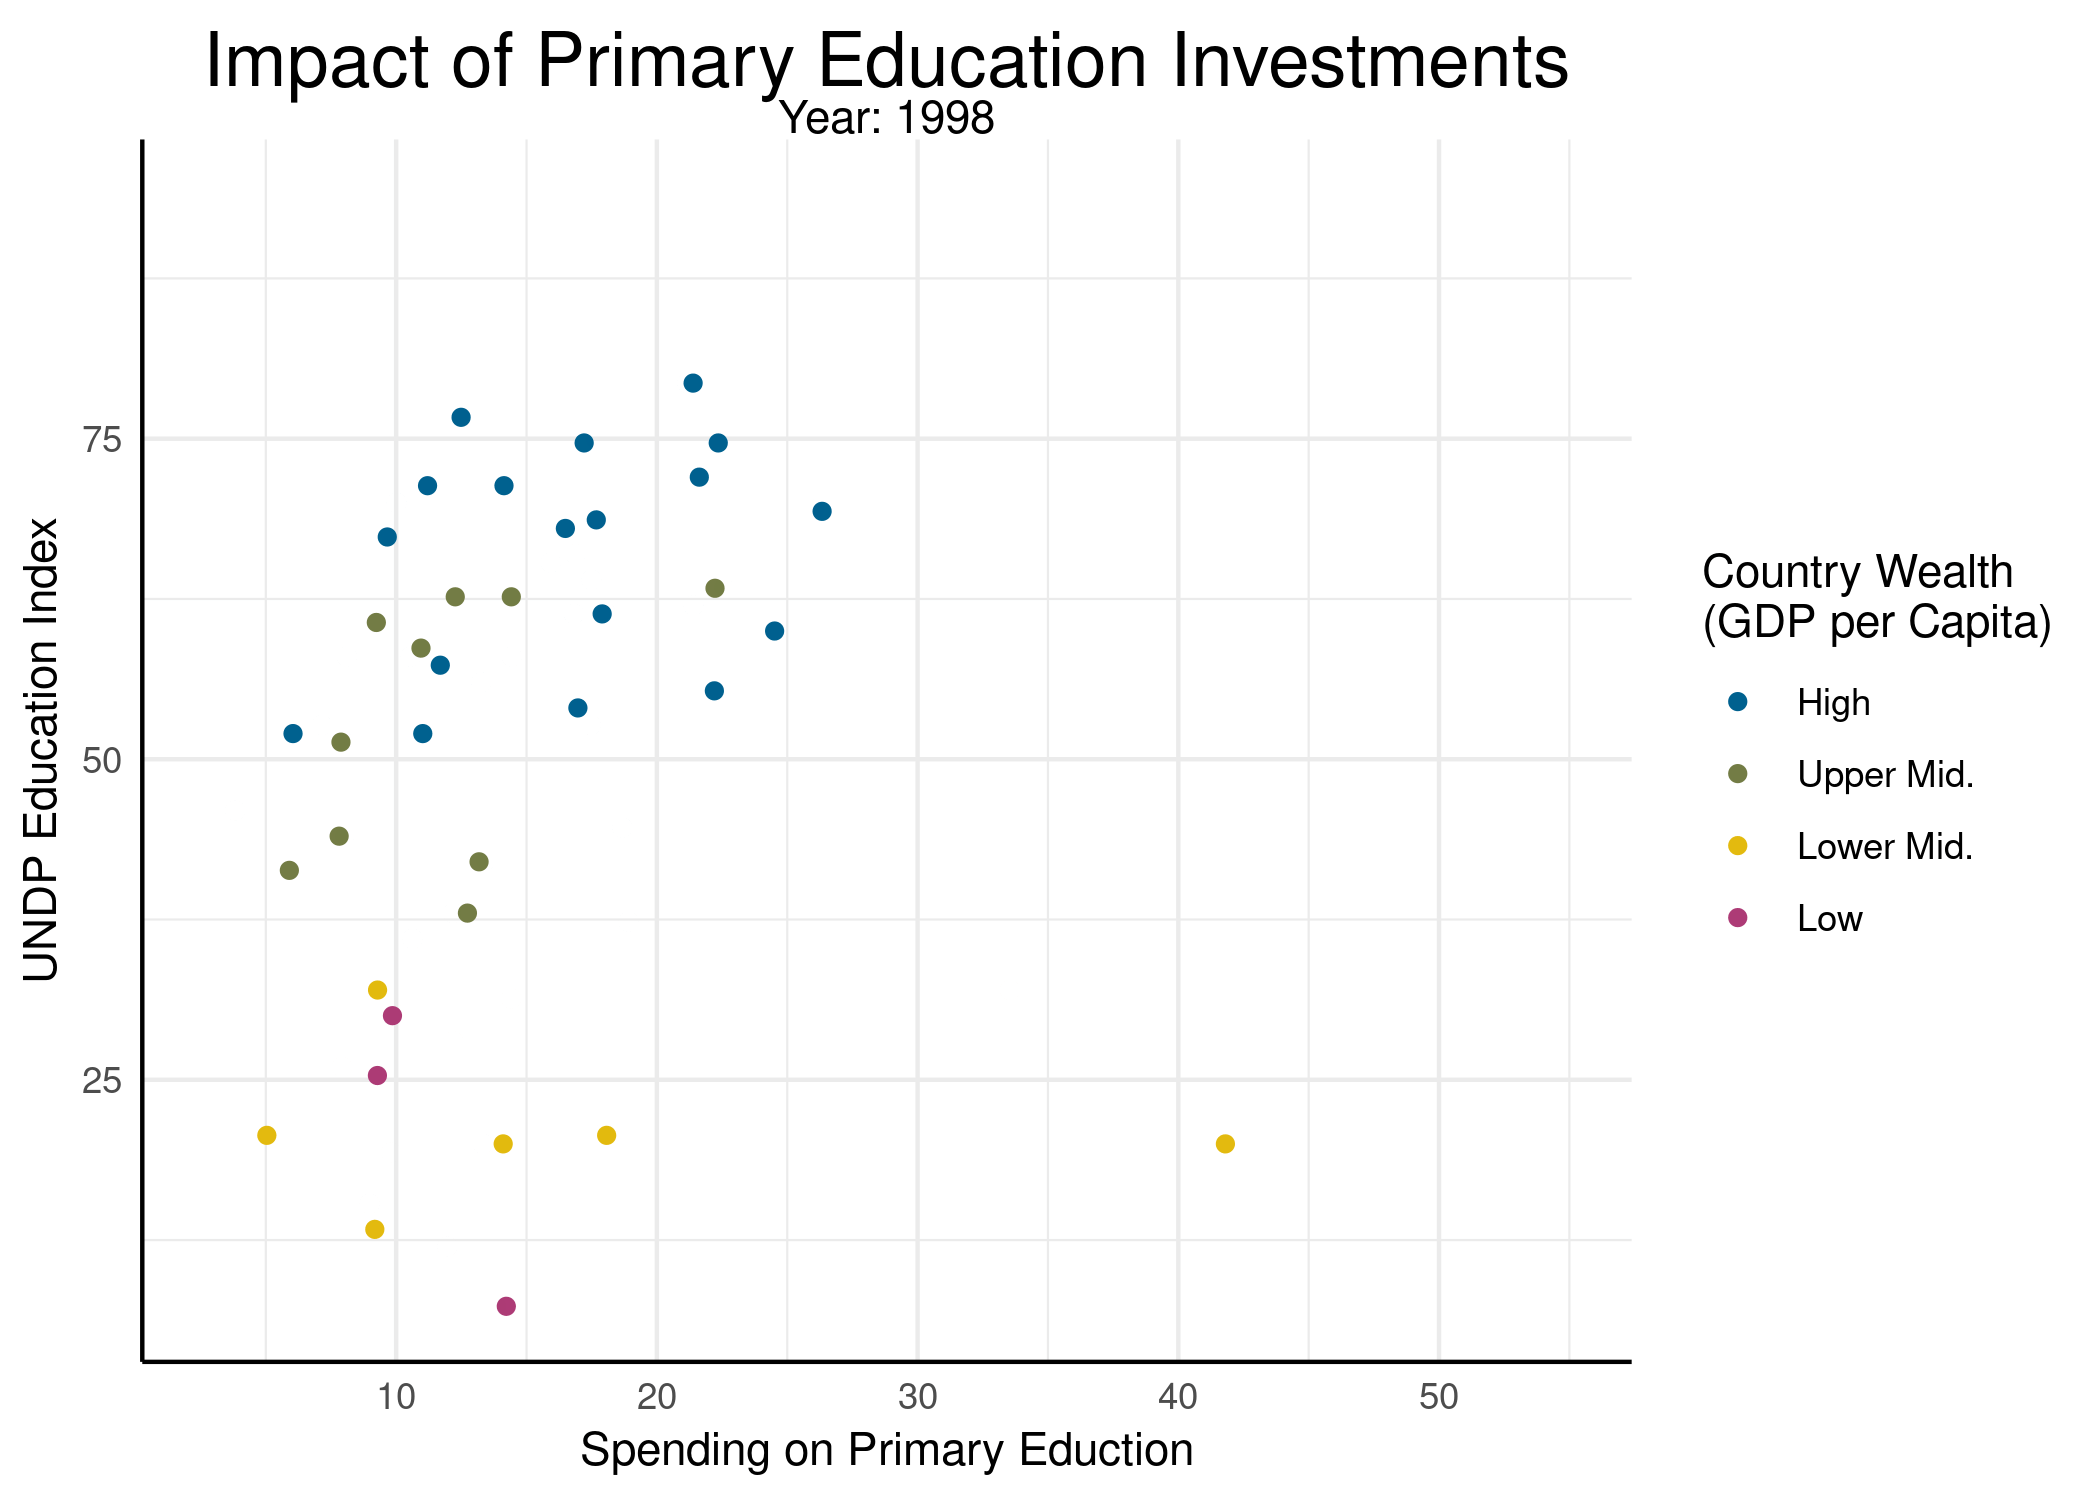 Impact of Primary Education Investments
Year: 1998
UNDP Education Index
75
50
25
10
20
30
40
50
Spending on Primary Eduction
Country Wealth
(GDP per Capita)
High
Upper Mid.
Lower Mid.
Low